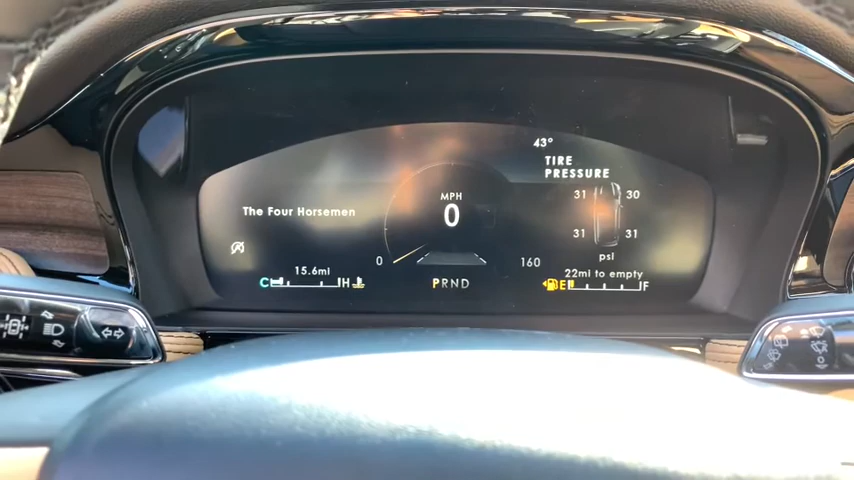 43°
TIRE
PRESSURE
31 30
The Four Horsemen
MPH
0
31 31
psi
0 160
15.6mi
22mi to empty
C H
PRND
E F